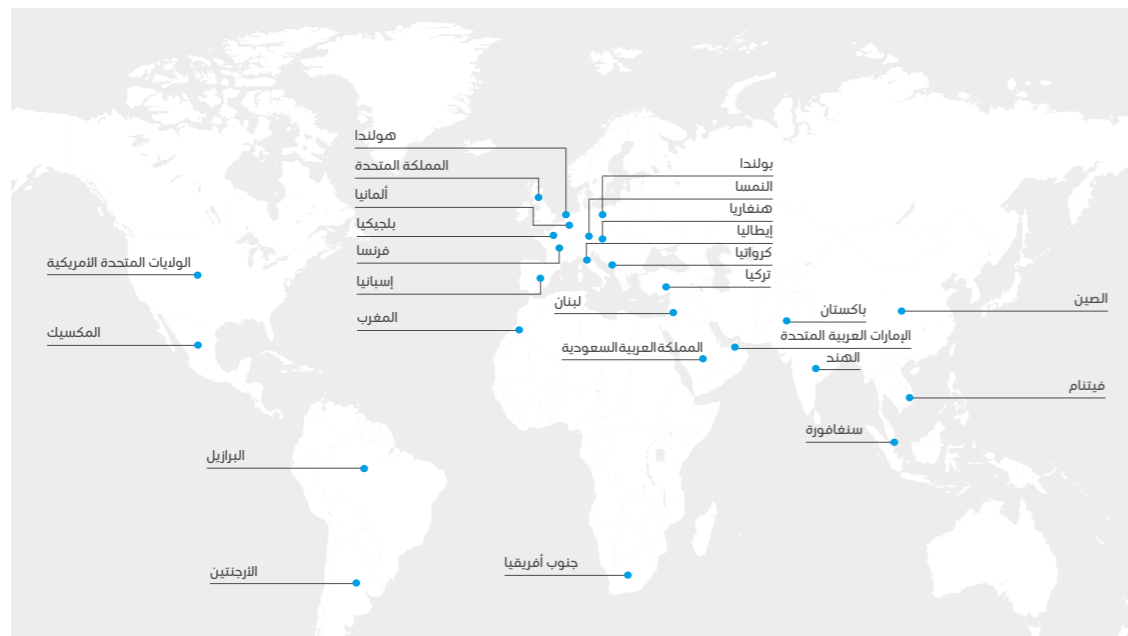 هولندا
المملكة المتحدة
ألمانيا
بلجيكيا
فرنسا
إسبانيا
المغرب
بولندا
النمسا
هنغاريا
إيطاليا
كرواتيا
تركيا
لبنان
الولايات المتحدة الأمريكية
المكسيك
الصين
باكستان
الإمارات العربية المتحدة
المملكة العربية السعودية
الهند
فيتنام
سنغافورة
البرازيل
الأرجنتين
جنوب أفريقيا